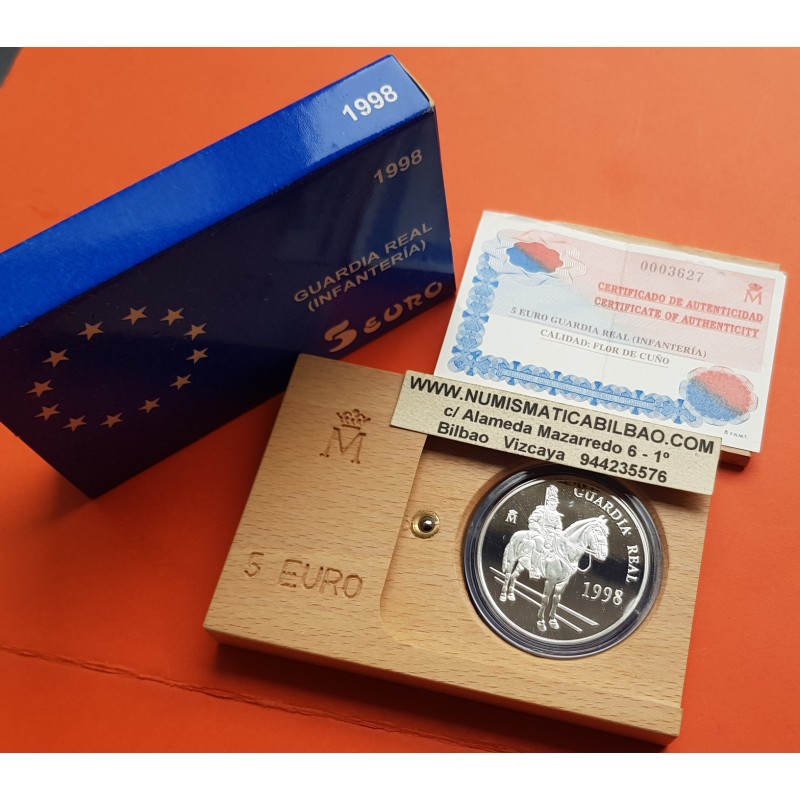 1998
1998
GUARDIA REAL
(INFANTERÍA)
5 EURO
0003627
M
CERTIFICADO DE AUTENTICIDAD
CERTIFICATE OF AUTHENTICITY
5 EURO GUARDIA REAL (INFANTERÍA)
CALIDAD: FLOR DE CUÑO
WWW.NUMISMATICABILBAO.COM
c/ Alameda Mazarredo 6 - 1º
Bilbao Vizcaya 944235576
M
5 EURO
GUARDIA REAL
M
1998